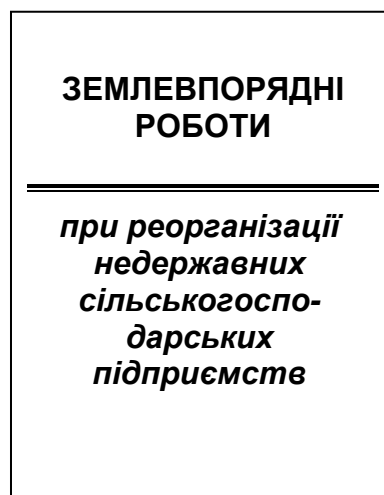 ЗЕМЛЕВПОРЯДНІ
РОБОТИ
при реорганізації
недержавних
сільськогоспо-
дарських
підприємств